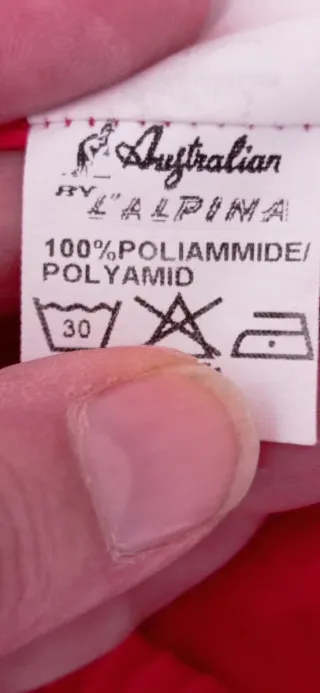 Australian
BY L'ALPINA
100%POLIAMMIDE/
POLYAMID
30